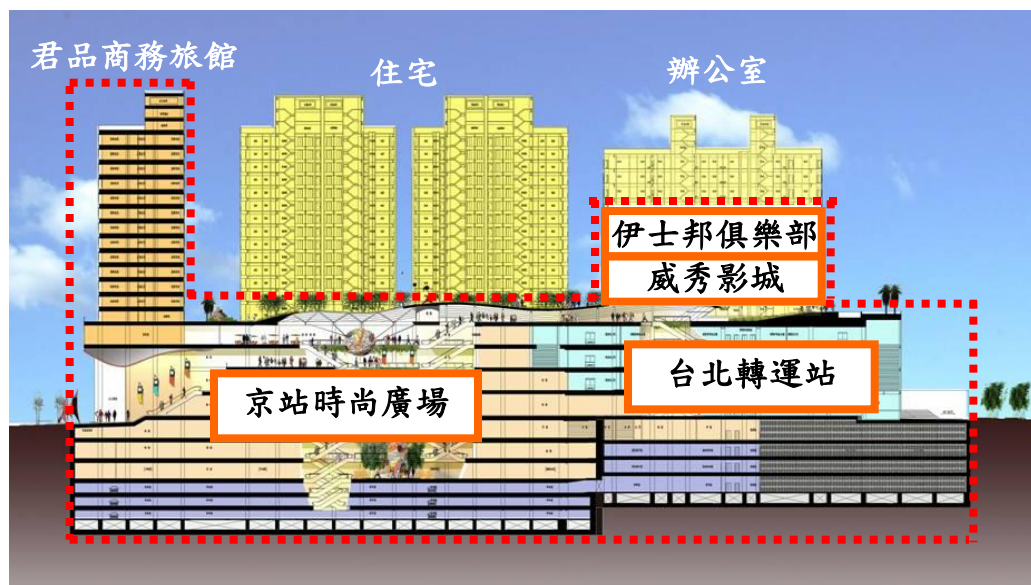 君品商務旅館
住宅
辦公室
伊士邦俱樂部
威秀影城
台北轉運站
京站時尚廣場